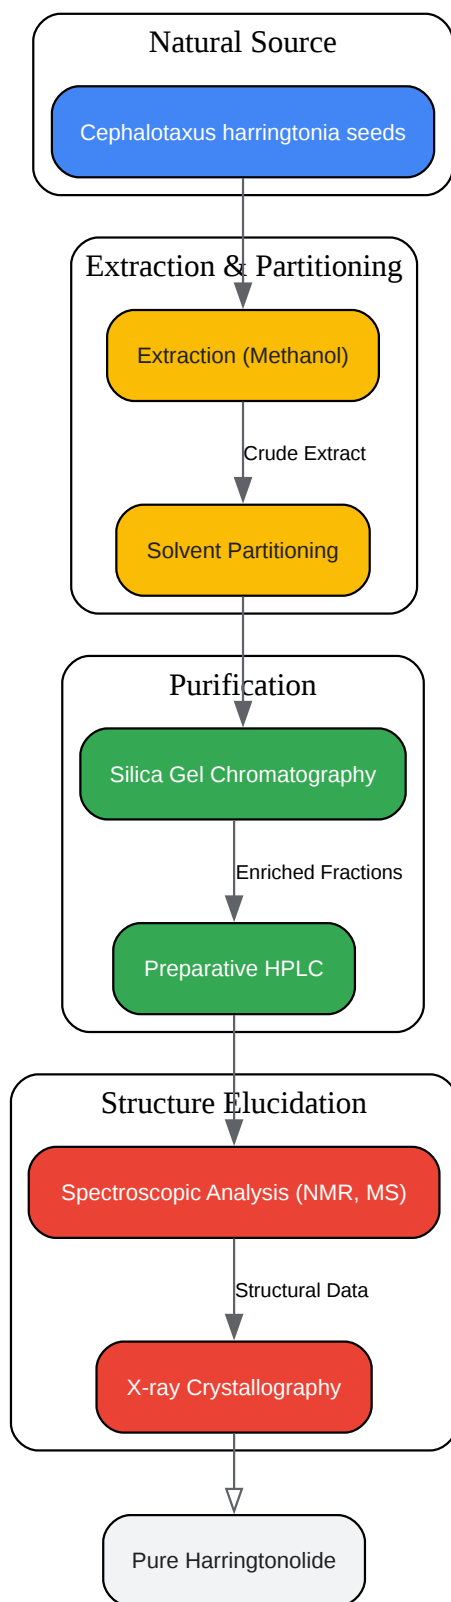 Natural Source
Cephalotaxus harringtonia seeds
Extraction & Partitioning
Extraction (Methanol)
Crude Extract
Solvent Partitioning
Purification
Silica Gel Chromatography
Enriched Fractions
Preparative HPLC
Structure Elucidation
Spectroscopic Analysis (NMR, MS)
Structural Data
X-ray Crystallography
Pure Harringtonolide